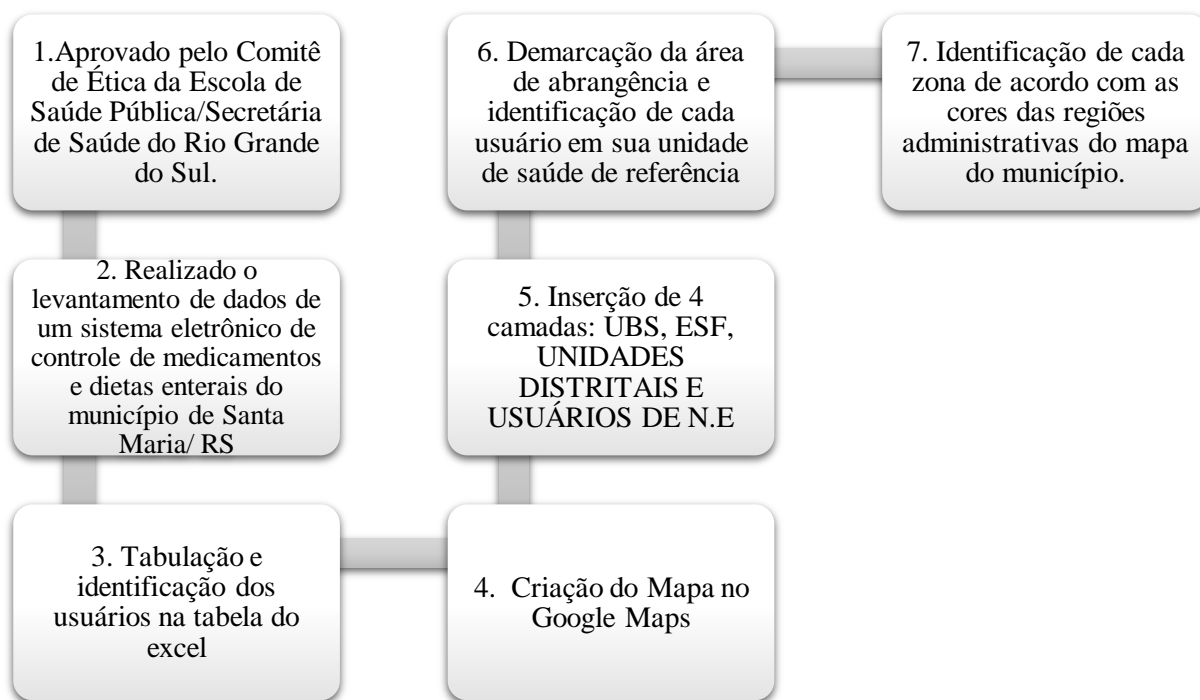 1.Aprovado pelo Comitê
de Ética da Escola de
Saúde Pública/Secretária
de Saúde do Rio Grande
do Sul.
2. Realizado o
levantamento de dados de
um sistema eletrônico de
controle de medicamentos
e dietas enterais do
município de Santa
Maria/ RS
3. Tabulação e
identificação dos
usuários na tabela do
excel
4. Criação do Mapa no
Google Maps
5. Inserção de 4
camadas: UBS, ESF,
UNIDADES
DISTRITAIS E
USUÁRIOS DE N.E
6. Demarcação da área
de abrangência e
identificação de cada
usuário em sua unidade
de saúde de referência
7. Identificação de cada
zona de acordo com as
cores das regiões
administrativas do mapa
do município.